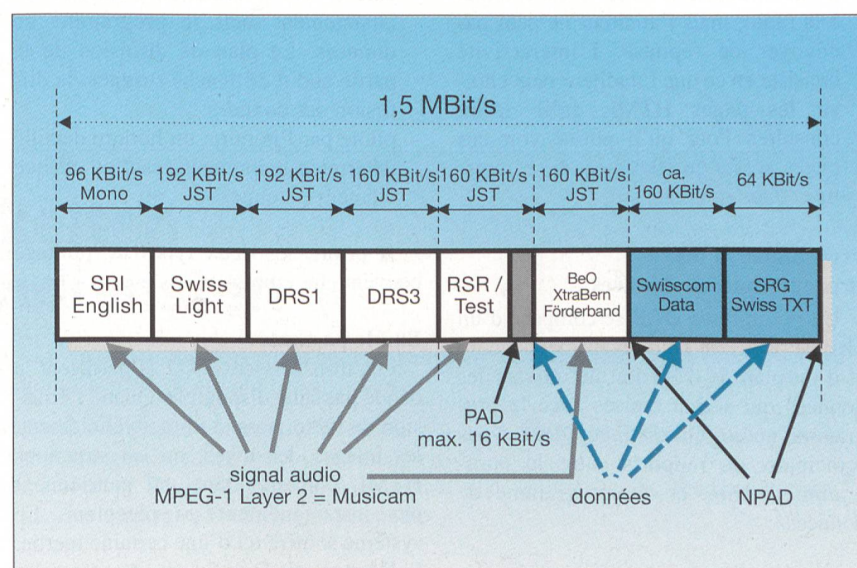 1,5 MBit/s
96 KBit/s
Mono
192 KBit/s
JST
192 KBit/s
JST
160 KBit/s
JST
160 KBit/s
JST
160 KBit/s
JST
ca.
160 KBit/s
64 KBit/s
SRI
English
Swiss
Light
DRS1
DRS3
RSR /
Test
BeO
XtraBern
Förderband
Swisscom
Data
SRG
Swiss TXT
PAD
max. 16 KBit/s
signal audio
MPEG-1 Layer 2 = Musicam
données
NPAD